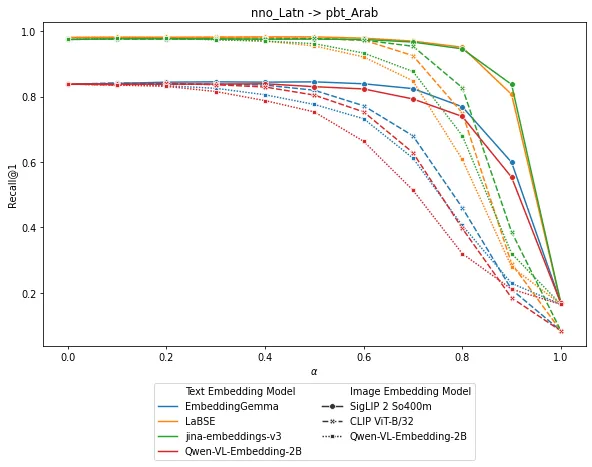 nno_Latn -> pbt_Arab
1.0
0.8
0.6
0.4
0.2
Recall@1
0.0 0.2 0.4 0.6 0.8 1.0
α
Text Embedding Model Image Embedding Model
EmbeddingGemma SigLIP 2 So400m
LaBSE CLIP ViT-B/32
jina-embeddings-v3 Qwen-VL-Embedding-2B
Qwen-VL-Embedding-2B